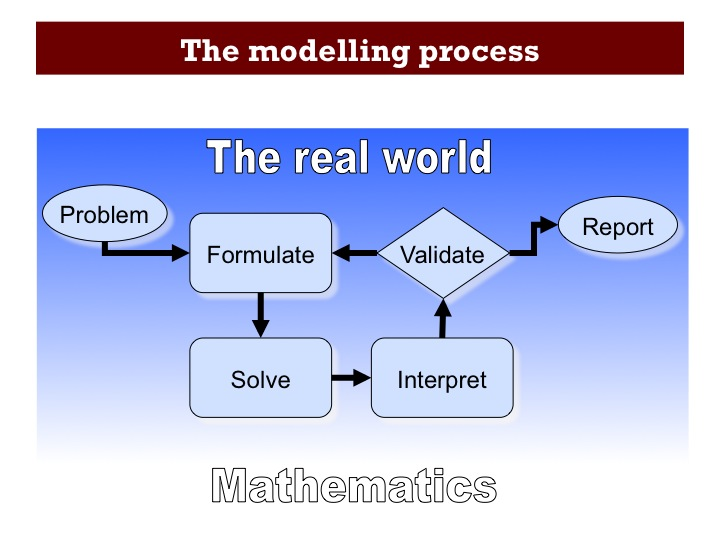 The modelling process
The real world
Problem
Formulate
Validate
Report
Solve
Interpret
Mathematics